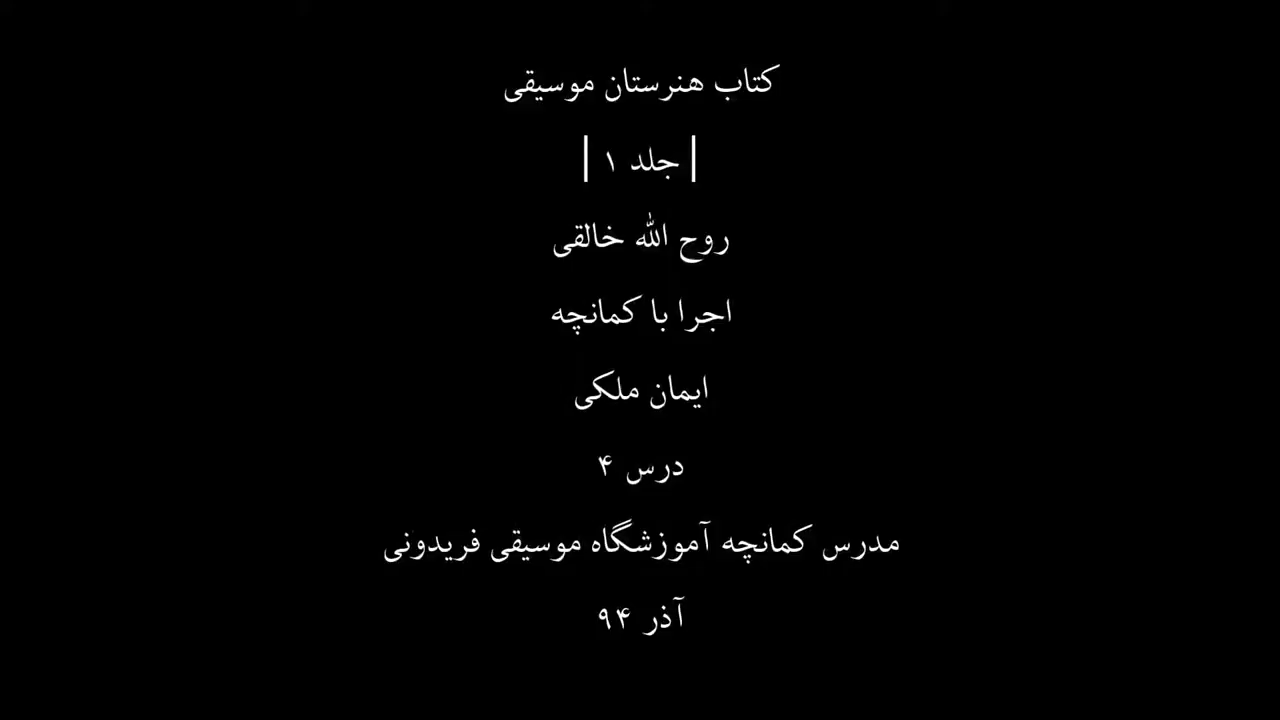 کتاب هنرستان موسیقی
| جلد ۱ |
روح الله خالقی
اجرا با کمانچه
ایمان ملکی
درس ۴
مدرس کمانچه آموزشگاه موسیقی فریدونی
آذر ۹۴